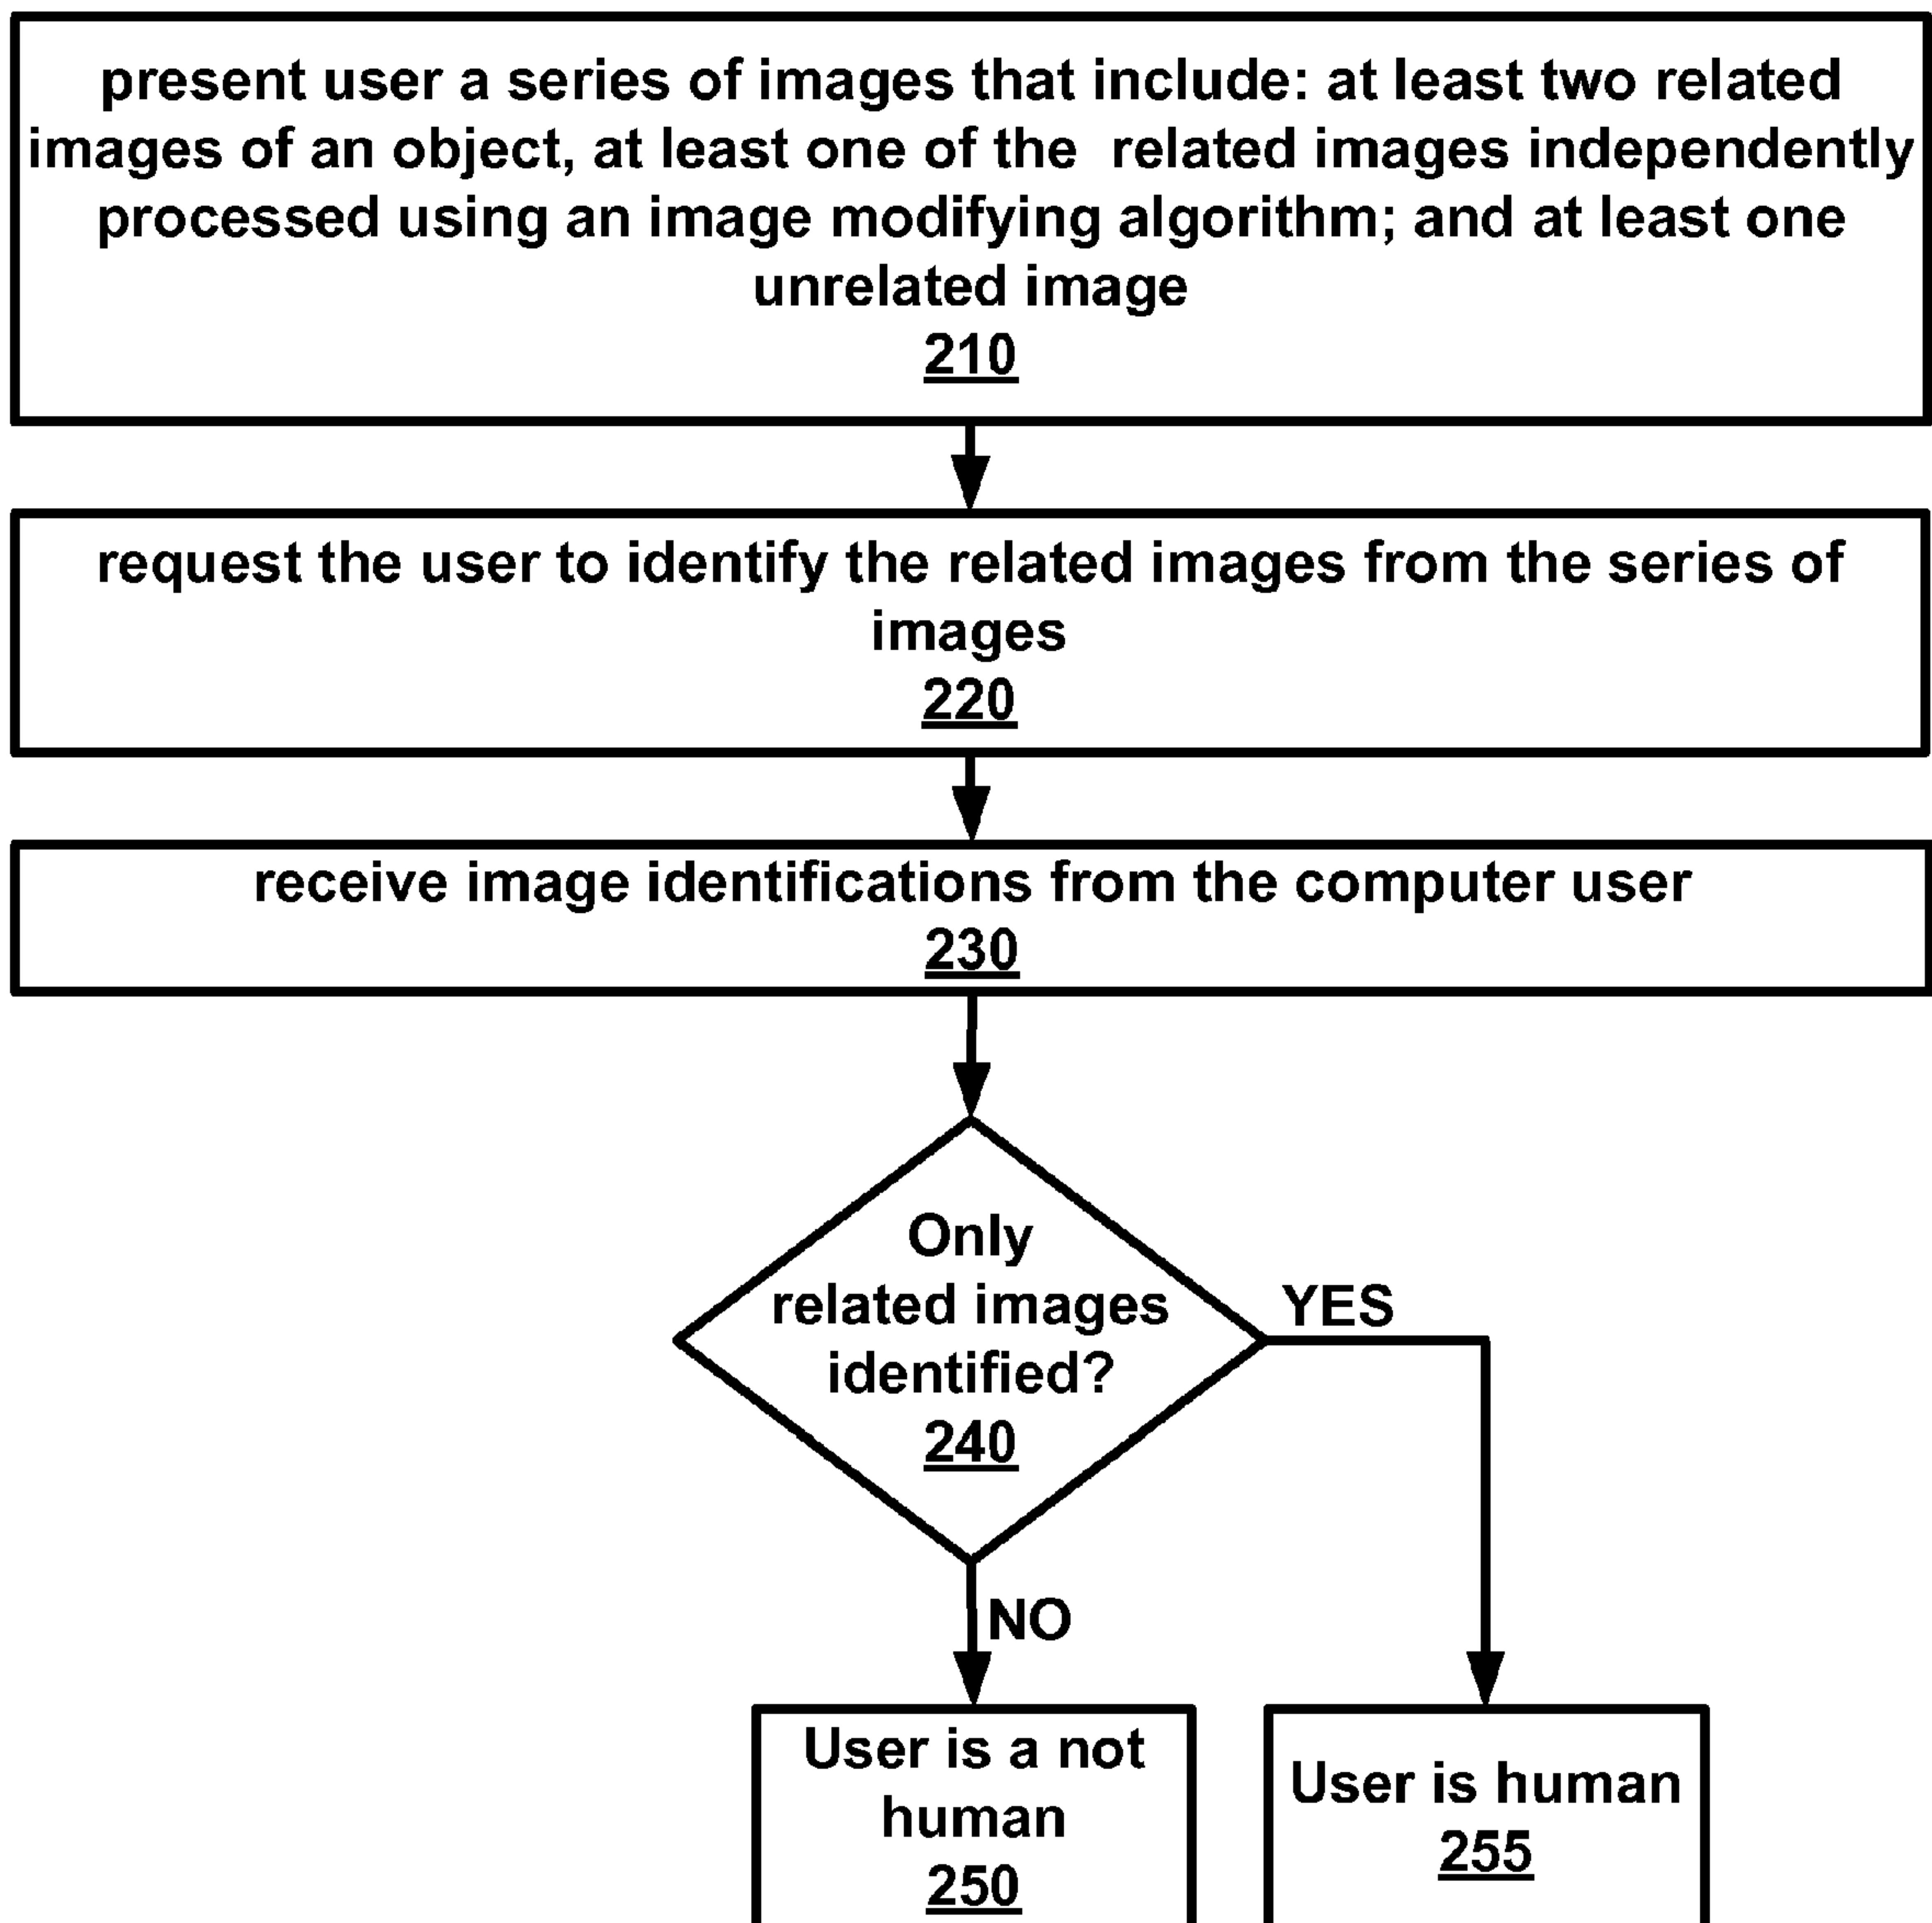 present user a series of images that include: at least two related
images of an object, at least one of the related images independently
processed using an image modifying algorithm; and at least one
unrelated image
210
request the user to identify the related images from the series of
images
220
receive image identifications from the computer user
230
Only
related images
identified?
240
YES
NO
User is a not
human
250
User is human
255